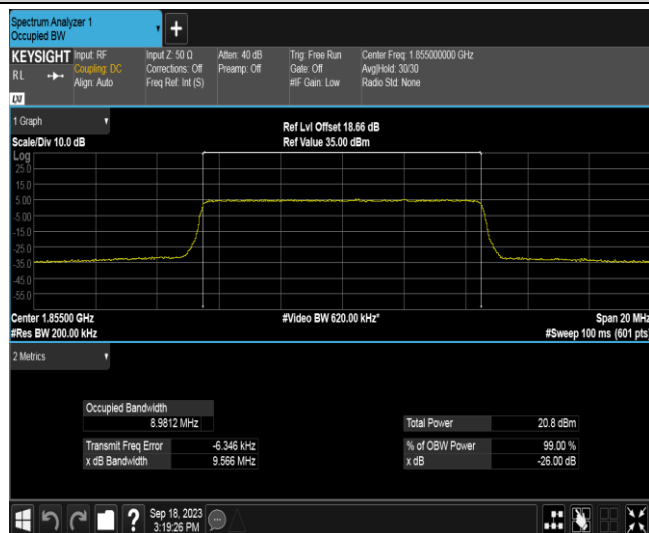 Spectrum Analyzer 1
Occupied BW
+
KEYSIGHT
RL
LXI
Input: RF
Coupling: DC
Align: Auto
Input Z: 50 Ω
Corrections: Off
Freq Ref: Int (S)
Atten: 40 dB
Preamp: Off
Trig: Free Run
Gate: Off
#IF Gain: Low
Center Freq: 1.855000000 GHz
Avg|Hold: 30/30
Radio Std: None
1 Graph
Scale/Div 10.0 dB
Ref Lvl Offset 18.66 dB
Ref Value 35.00 dBm
Log
25.0
15.0
5.00
-5.00
-15.0
-25.0
-35.0
-45.0
-55.0
Center 1.85500 GHz
#Res BW 200.00 kHz
#Video BW 620.00 kHz*
Span 20 MHz
#Sweep 100 ms (601 pts)
2 Metrics
Occupied Bandwidth
8.9812 MHz
Transmit Freq Error -6.346 kHz
x dB Bandwidth 9.566 MHz
Total Power 20.8 dBm
% of OBW Power 99.00 %
x dB -26.00 dB
?
Sep 18, 2023
3:19:26 PM